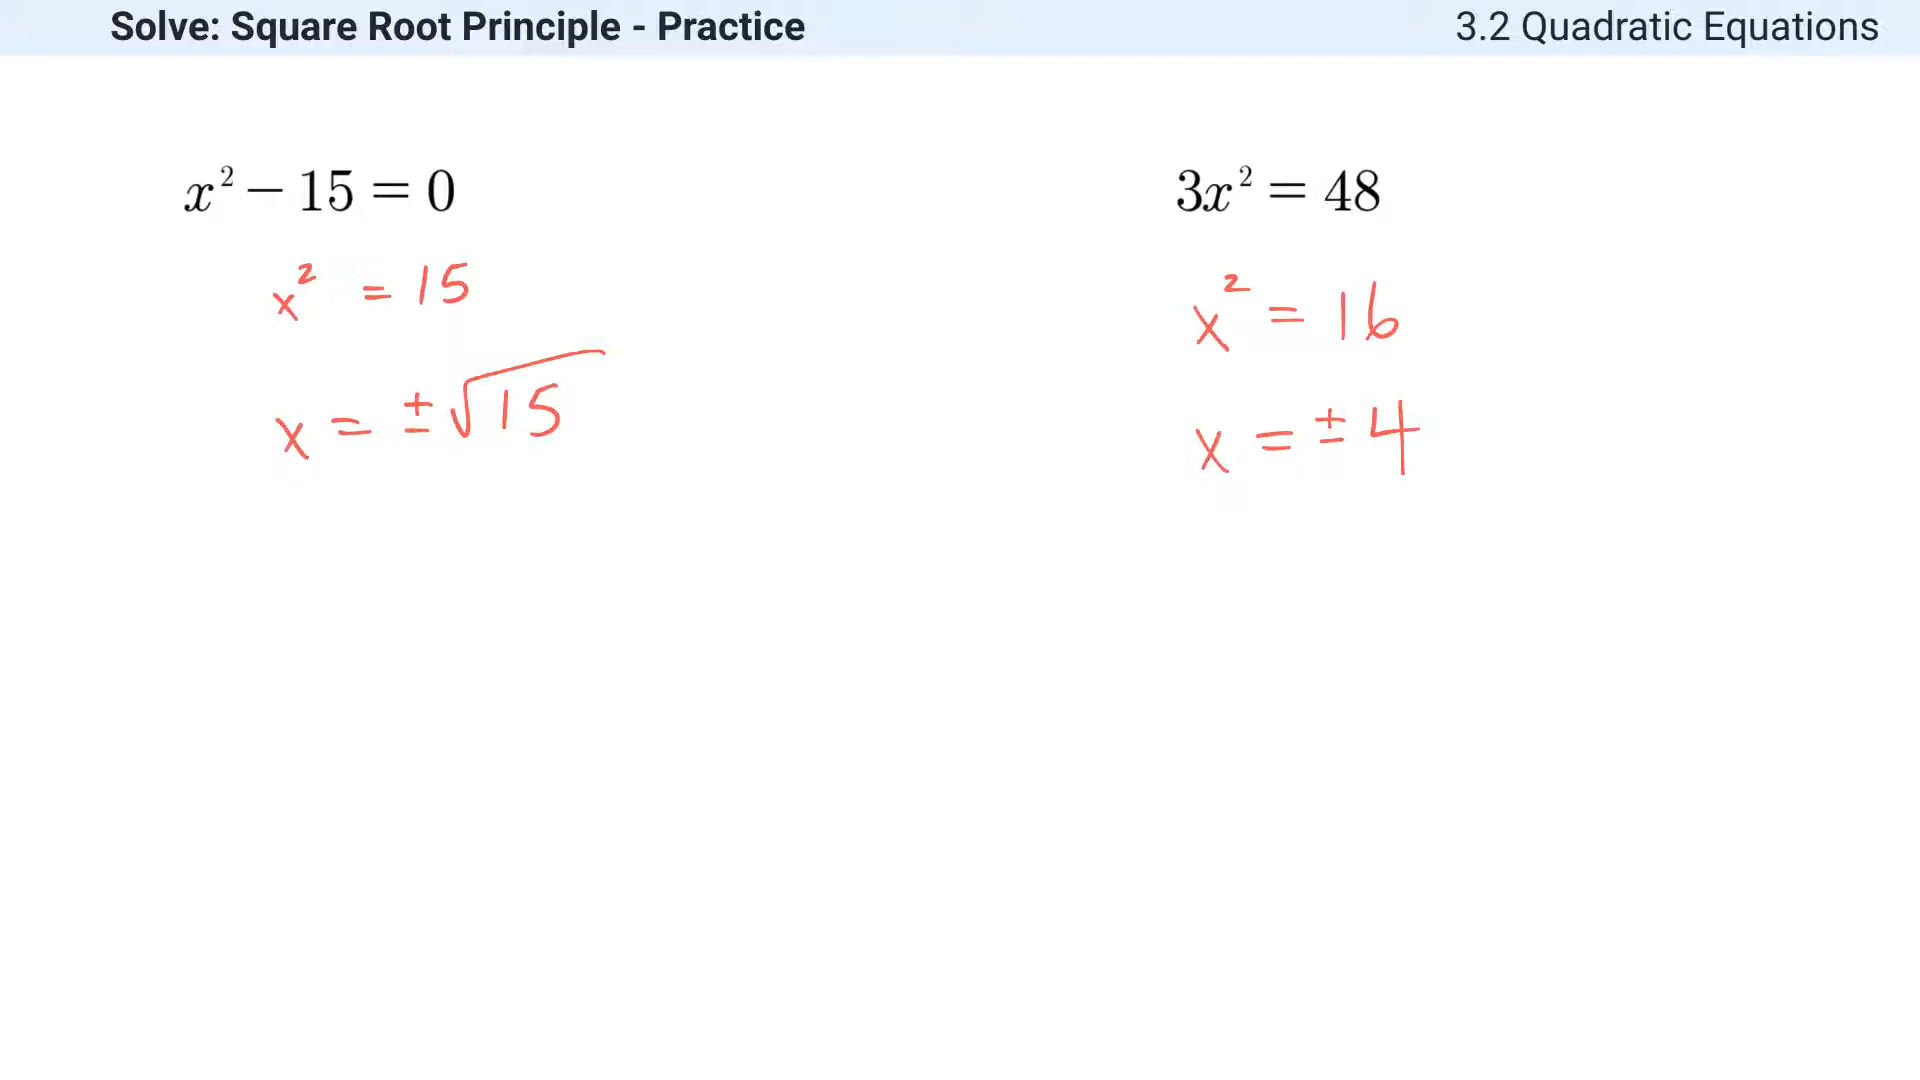 Solve: Square Root Principle - Practice
3.2 Quadratic Equations
x² − 15 = 0
x² = 15
x = ±√15
3x² = 48
x² = 16
x = ±4